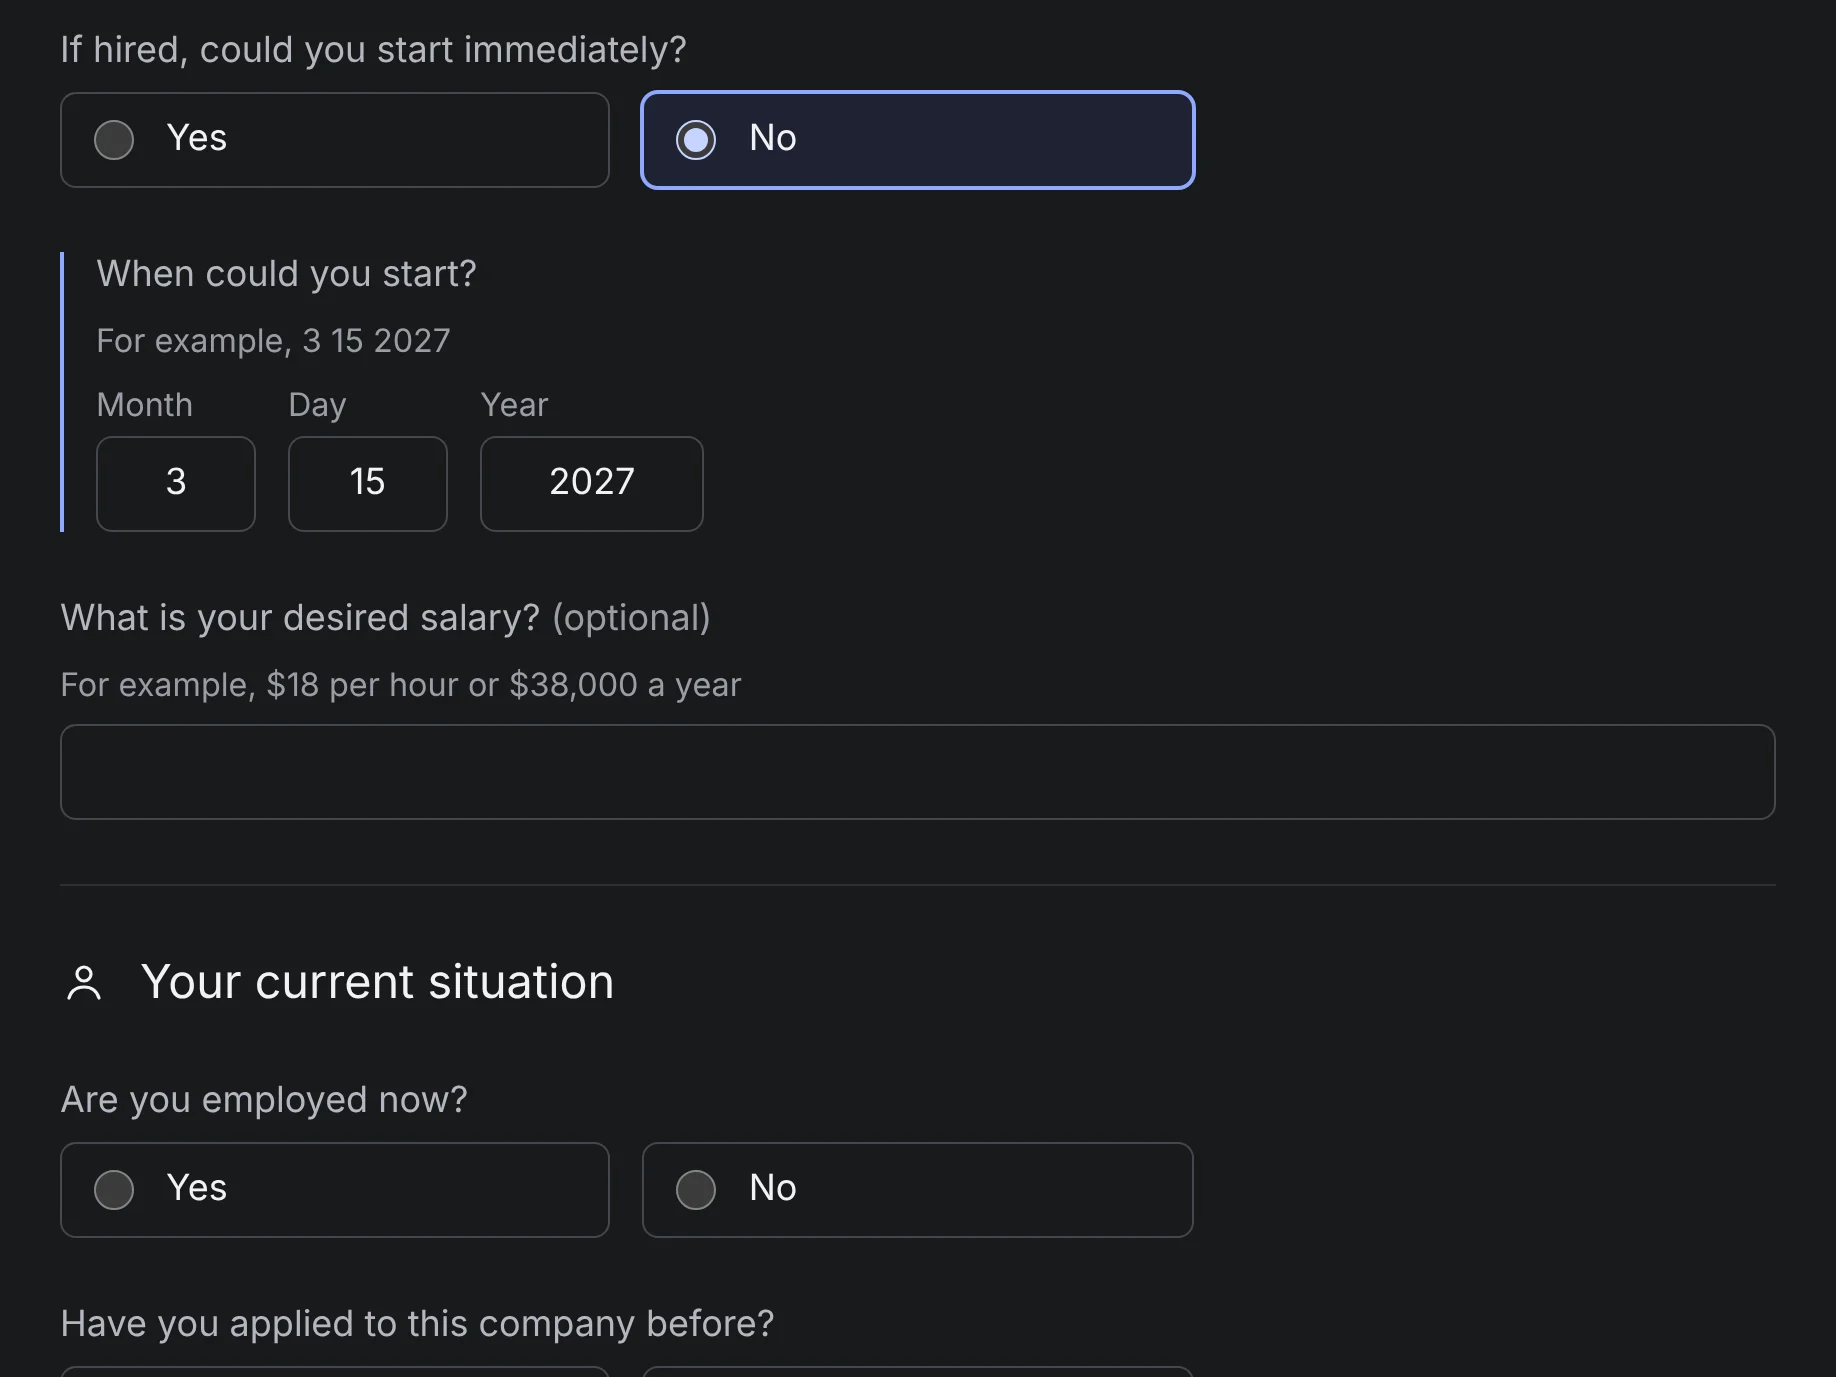 If hired, could you start immediately?
Yes
No
When could you start?
For example, 3 15 2027
Month Day Year
3 15 2027
What is your desired salary? (optional)
For example, $18 per hour or $38,000 a year
Your current situation
Are you employed now?
Yes
No
Have you applied to this company before?